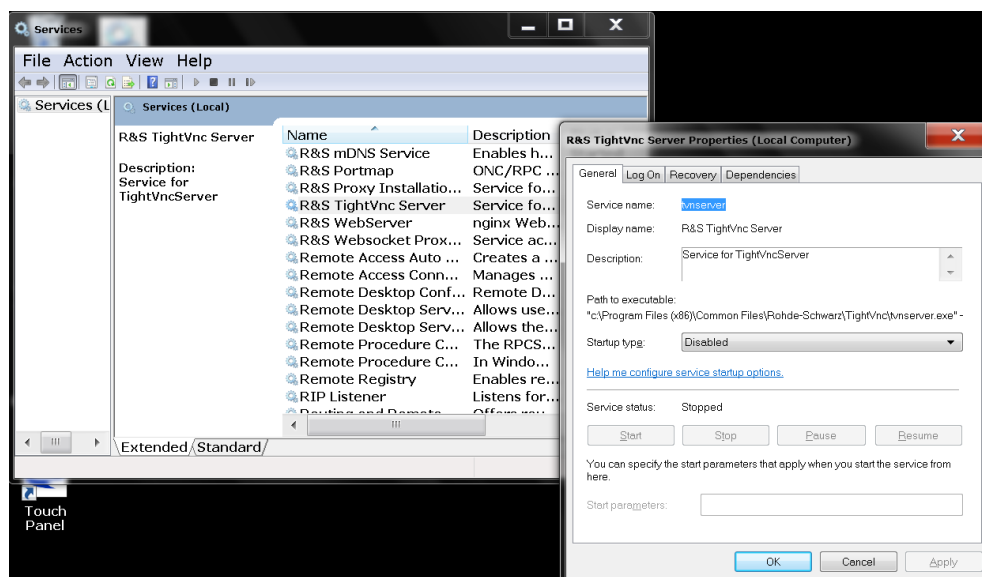 Services
File Action View Help
Services (L
Services (Local)
R&S TightVnc Server
Description:
Service for
TightVncServer
Name Description
R&S mDNS Service Enables h...
R&S Portmap ONC/RPC ...
R&S Proxy Installatio... Service fo...
R&S TightVnc Server Service fo...
R&S WebServer nginx Web...
R&S Websocket Prox... Service ac...
Remote Access Auto ... Creates a ...
Remote Access Conn... Manages ...
Remote Desktop Conf... Remote D...
Remote Desktop Serv... Allows use...
Remote Desktop Serv... Allows the...
Remote Procedure C... The RPCS...
Remote Procedure C... In Windo...
Remote Registry Enables re...
RIP Listener Listens for...
Extended Standard
Touch
Panel
R&S TightVnc Server Properties (Local Computer)
General Log On Recovery Dependencies
Service name: tvnserver
Display name: R&S TightVnc Server
Description: Service for TightVncServer
Path to executable:
"c:\Program Files (x86)\Common Files\Rohde-Schwarz\TightVnc\tvnserver.exe" -
Startup type: Disabled
Help me configure service startup options.
Service status: Stopped
Start Stop Pause Resume
You can specify the start parameters that apply when you start the service from
here.
Start parameters:
OK Cancel Apply